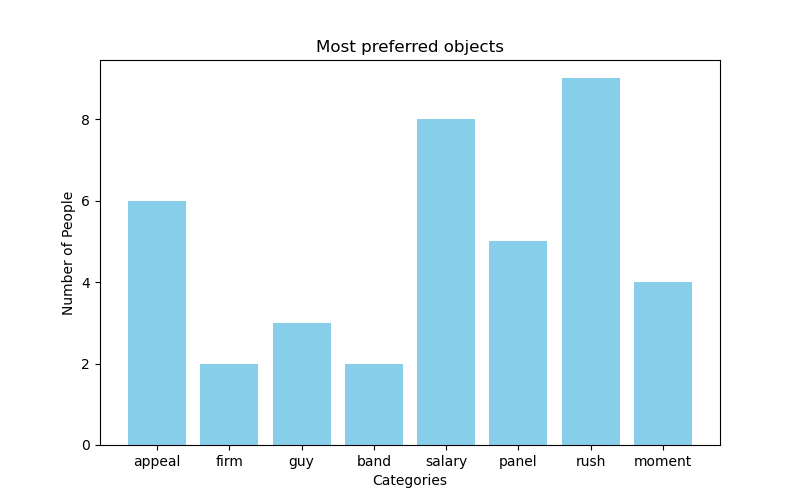 Most preferred objects
Number of People
8
6
4
2
0
appeal firm guy band salary panel rush moment
Categories